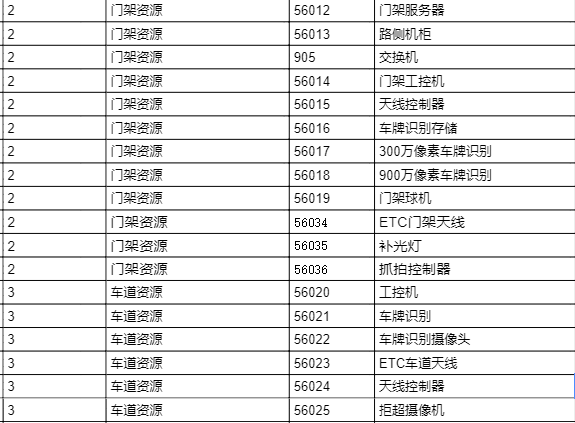 2 门架资源 56012 门架服务器
2 门架资源 56013 路侧机柜
2 门架资源 905 交换机
2 门架资源 56014 门架工控机
2 门架资源 56015 天线控制器
2 门架资源 56016 车牌识别存储
2 门架资源 56017 300万像素车牌识别
2 门架资源 56018 900万像素车牌识别
2 门架资源 56019 门架球机
2 门架资源 56034 ETC门架天线
2 门架资源 56035 补光灯
2 门架资源 56036 抓拍控制器
3 车道资源 56020 工控机
3 车道资源 56021 车牌识别
3 车道资源 56022 车牌识别摄像头
3 车道资源 56023 ETC车道天线
3 车道资源 56024 天线控制器
3 车道资源 56025 拒超摄像机